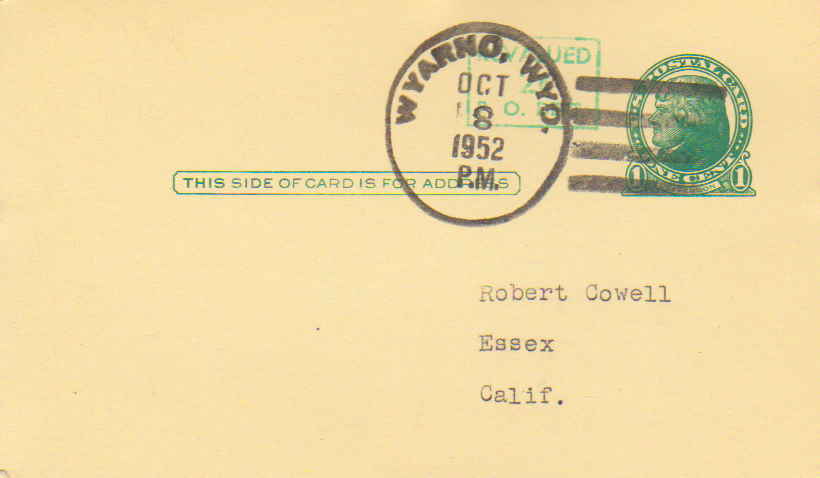 WYARNO, WYO.
OCT
8
1952
P.M.
U.S. POSTAL CARD
1 ONE CENT 1
THIS SIDE OF CARD IS FOR ADDRESS
Robert Cowell
Essex
Calif.